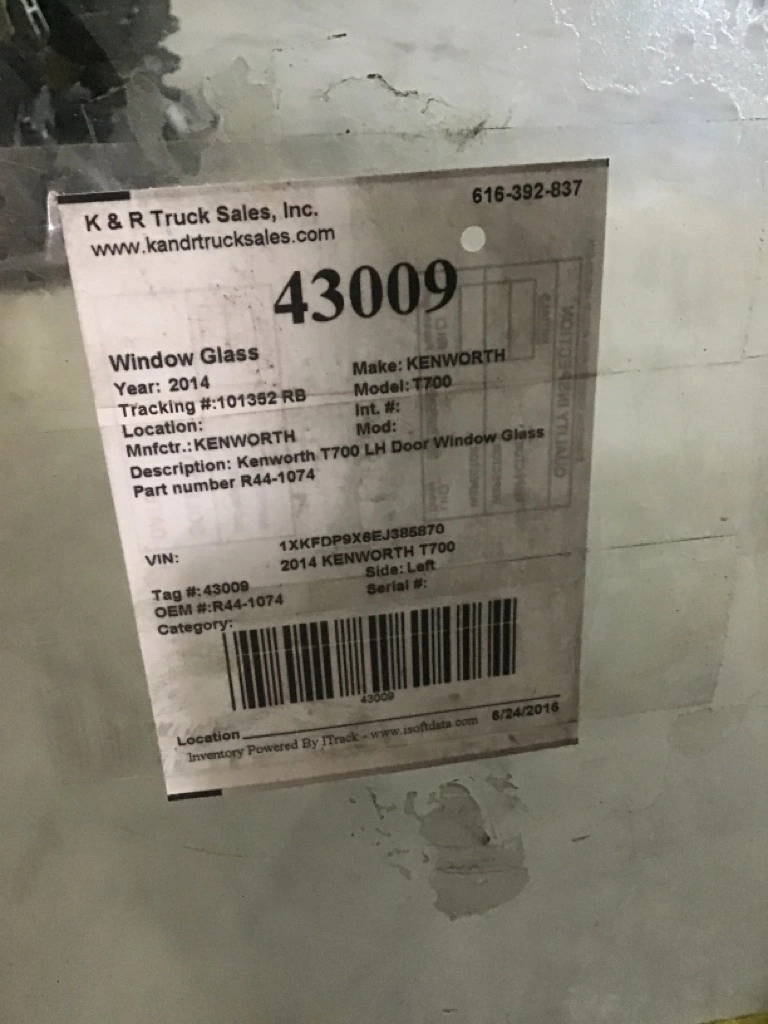 K & R Truck Sales, Inc. 616-392-837
www.kandrtrucksales.com
43009
Window Glass
Year: 2014 Make: KENWORTH
Tracking #:101352 RB Model: T700
Location: Int. #:
Mnfctr.: KENWORTH Mod:
Description: Kenworth T700 LH Door Window Glass
Part number R44-1074
VIN: 1XKFDP9X6EJ385870
2014 KENWORTH T700
Tag #:43009 Side: Left
OEM #:R44-1074 Serial #:
Category:
43009
Location
Inventory Powered By ITrack - www.isoftdata.com 6/24/2016